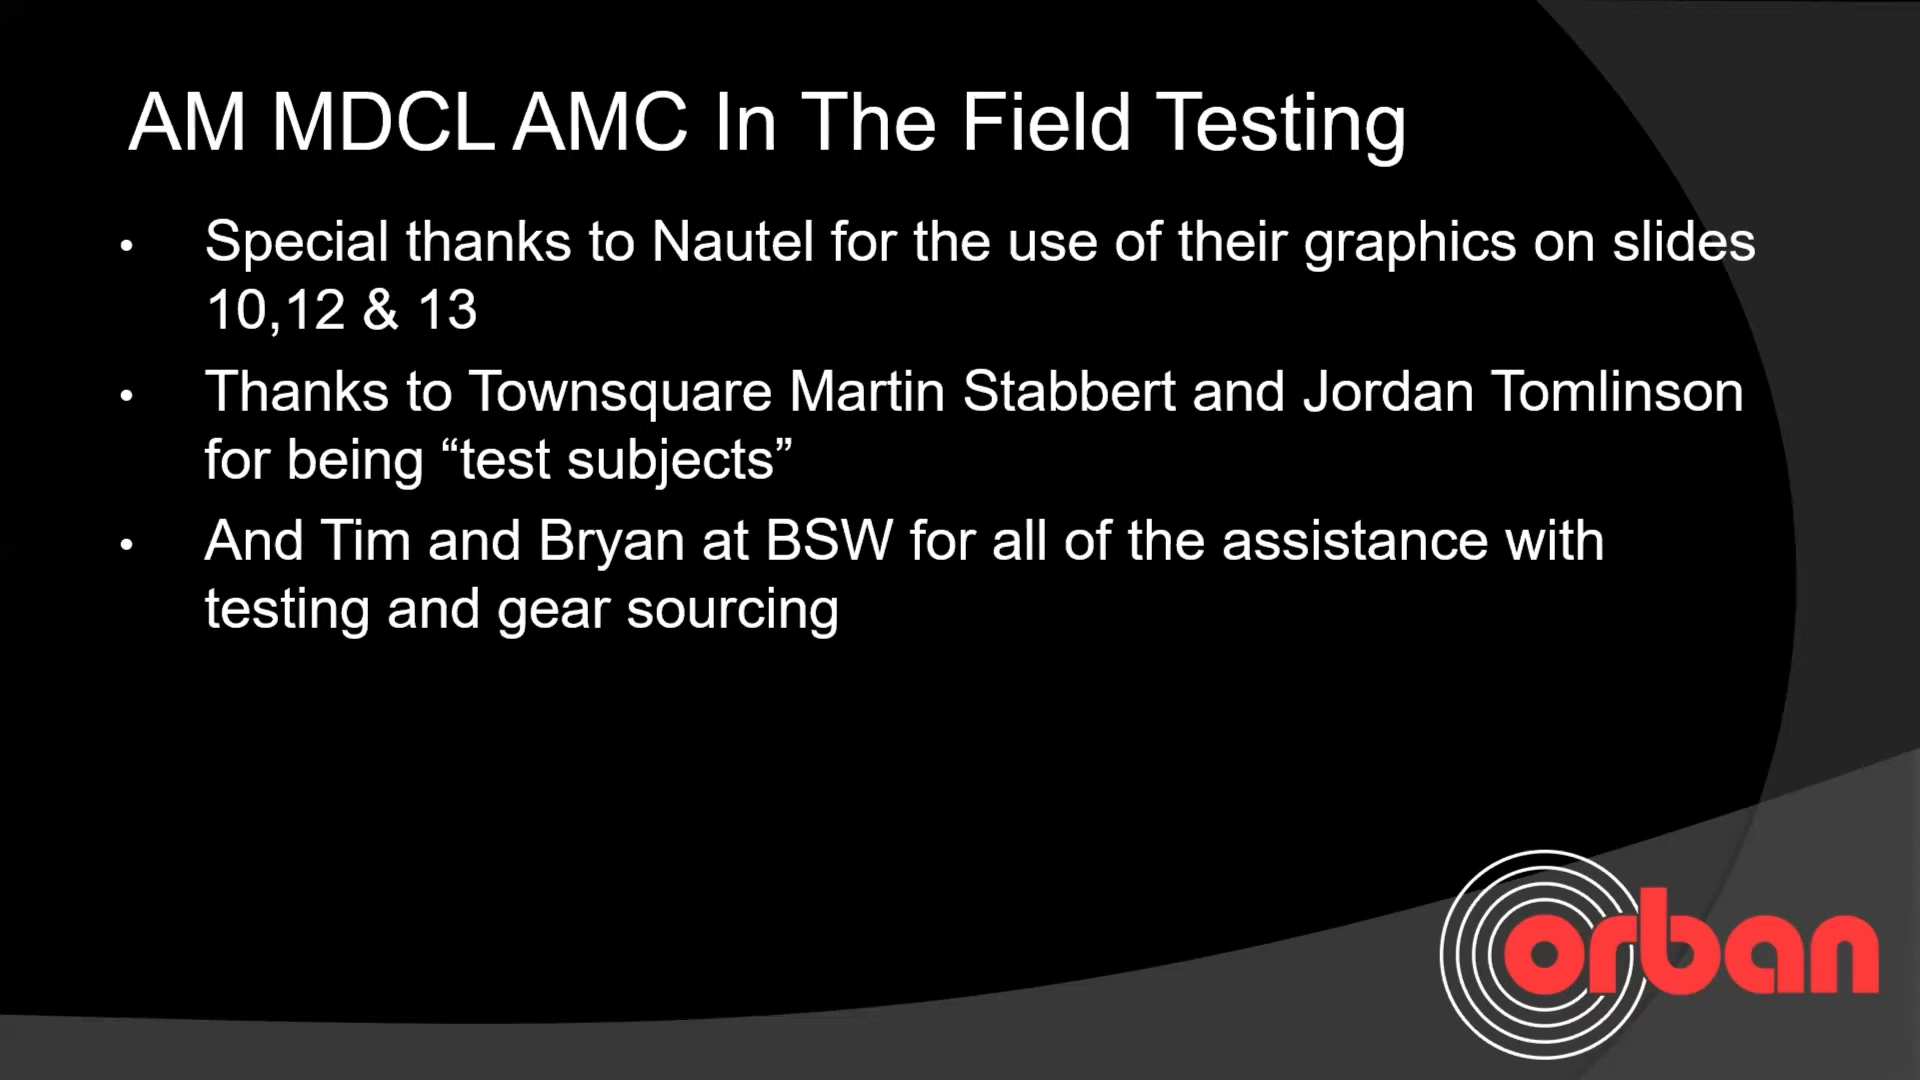 AM MDCL AMC In The Field Testing
• Special thanks to Nautel for the use of their graphics on slides
10,12 & 13
• Thanks to Townsquare Martin Stabbert and Jordan Tomlinson
for being “test subjects”
• And Tim and Bryan at BSW for all of the assistance with
testing and gear sourcing
orban